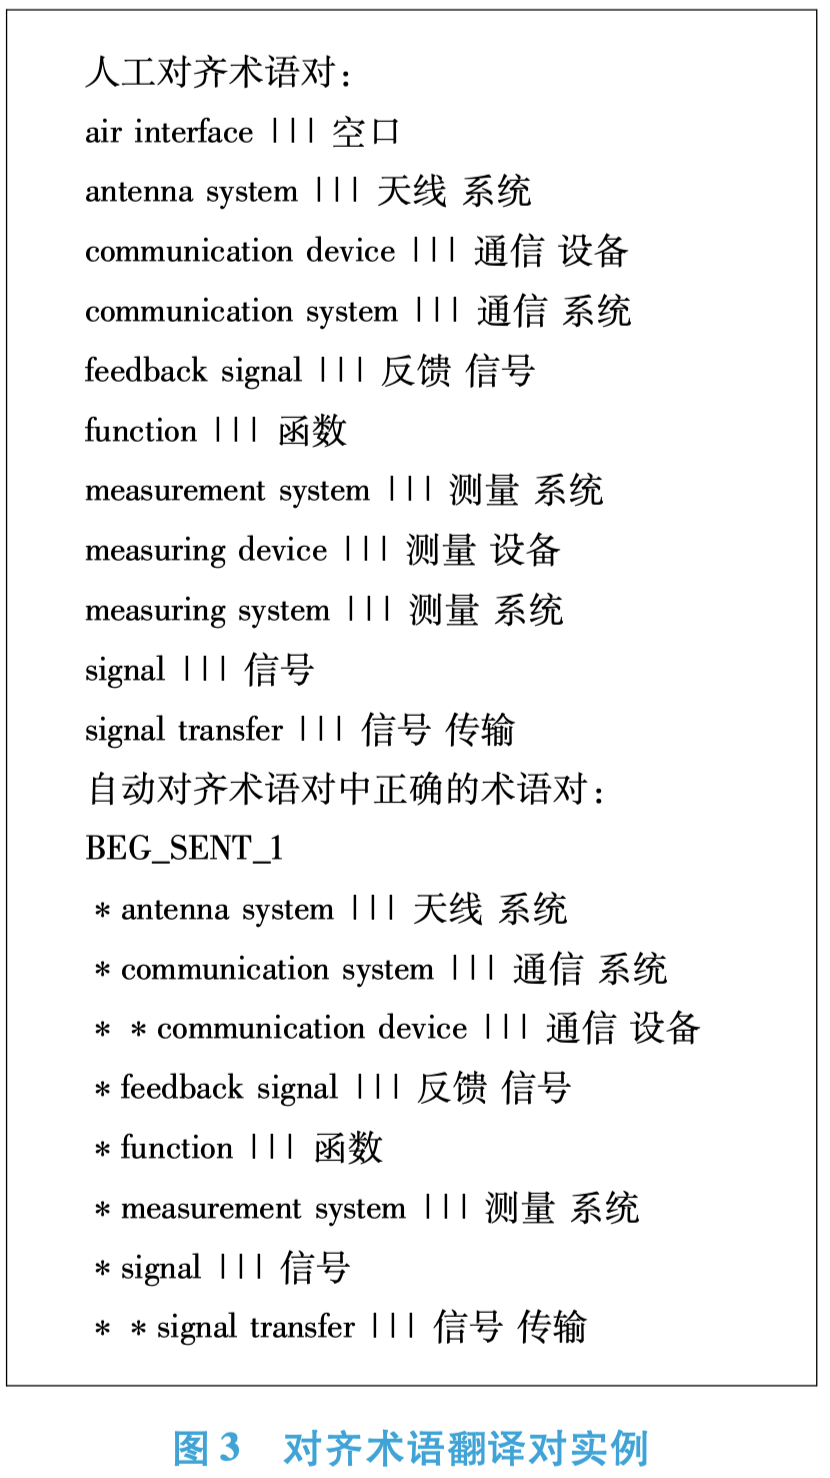 人工对齐术语对：
air interface ||| 空口
antenna system ||| 天线 系统
communication device ||| 通信 设备
communication system ||| 通信 系统
feedback signal ||| 反馈 信号
function ||| 函数
measurement system ||| 测量 系统
measuring device ||| 测量 设备
measuring system ||| 测量 系统
signal ||| 信号
signal transfer ||| 信号 传输
自动对齐术语对中正确的术语对：
BEG_SENT_1
* antenna system ||| 天线 系统
* communication system ||| 通信 系统
* * communication device ||| 通信 设备
* feedback signal ||| 反馈 信号
* function ||| 函数
* measurement system ||| 测量 系统
* signal ||| 信号
* * signal transfer ||| 信号 传输
图 3 对齐术语翻译对实例